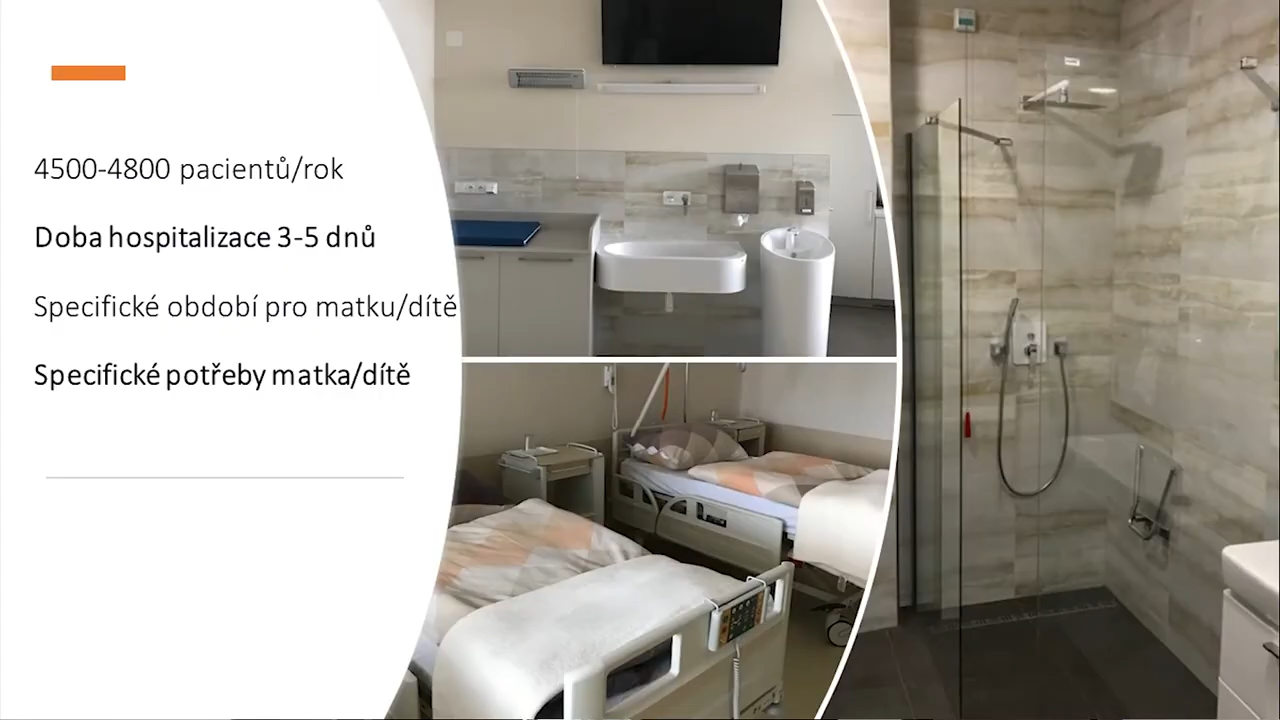 4500-4800 pacientů/rok
Doba hospitalizace 3-5 dnů
Specifické období pro matku/dítě
Specifické potřeby matka/dítě